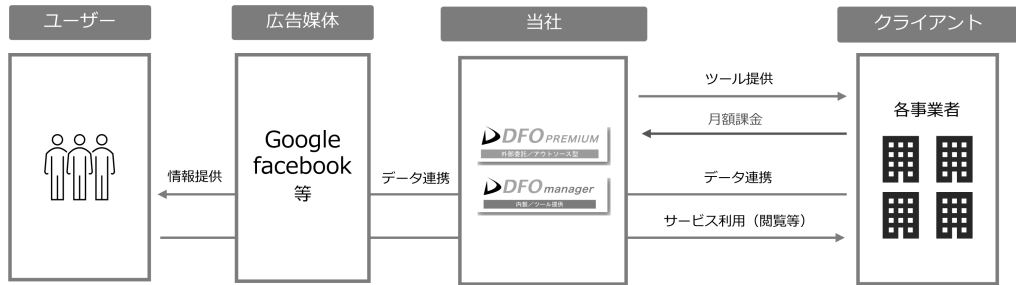 ユーザー
広告媒体
当社
クライアント
ツール提供
月額課金
各事業者
Google
facebook
等
DFO PREMIUM
外部委託／アウトソース型
情報提供
データ連携
DFO manager
内製／ツール提供
データ連携
サービス利用（閲覧等）